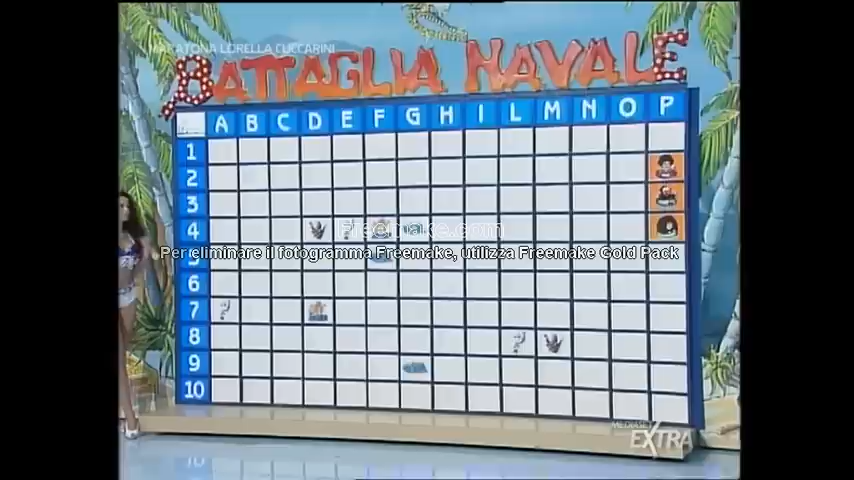 MARATONA LORELLA CUCCARINI
BATTAGLIA NAVALE
A B C D E F G H I L M N O P
1
2
3
4
Freemake.com
Per eliminare il fotogramma Freemake, utilizza Freemake Gold Pack
5
6
7 ? 
8 ?
9
10
MEDIASET
EXTRA